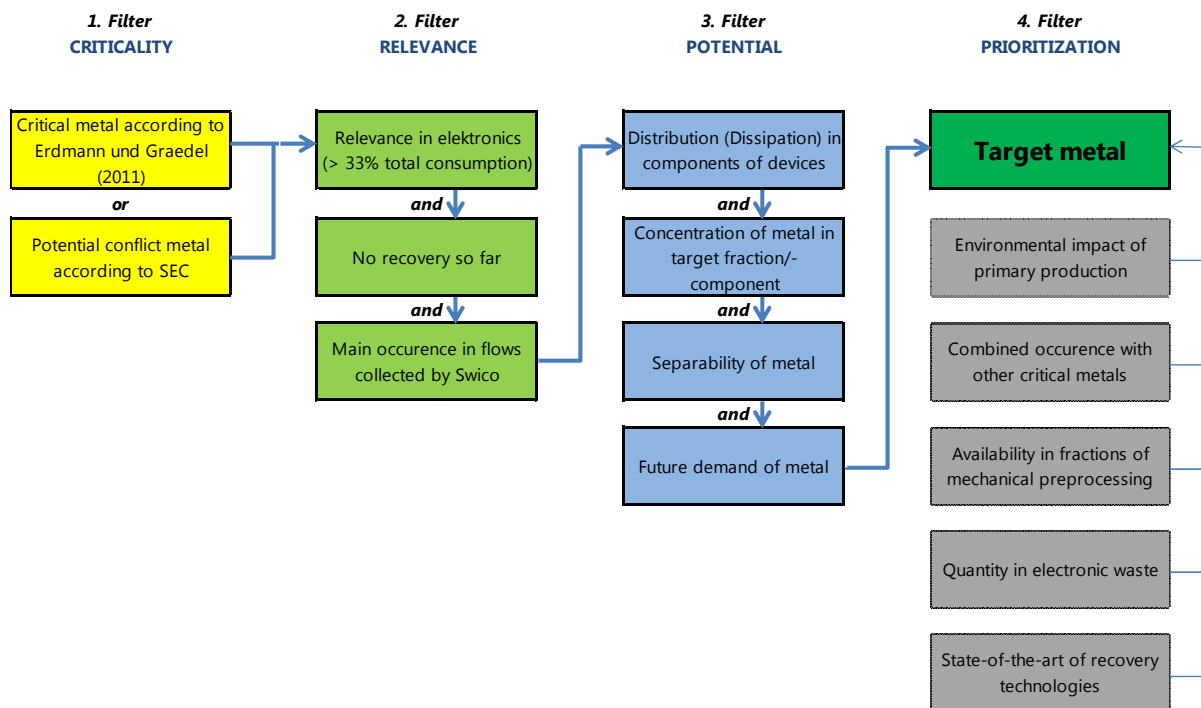 1. Filter
CRITICALITY
Critical metal according to
Erdmann und Graedel
(2011)
or
Potential conflict metal
according to SEC
2. Filter
RELEVANCE
Relevance in elektronics
(> 33% total consumption)
and
No recovery so far
and
Main occurence in flows
collected by Swico
3. Filter
POTENTIAL
Distribution (Dissipation) in
components of devices
and
Concentration of metal in
target fraction/-
component
and
Separability of metal
and
Future demand of metal
4. Filter
PRIORITIZATION
Target metal
Environmental impact of
primary production
Combined occurence with
other critical metals
Availability in fractions of
mechanical preprocessing
Quantity in electronic waste
State-of-the-art of recovery
technologies